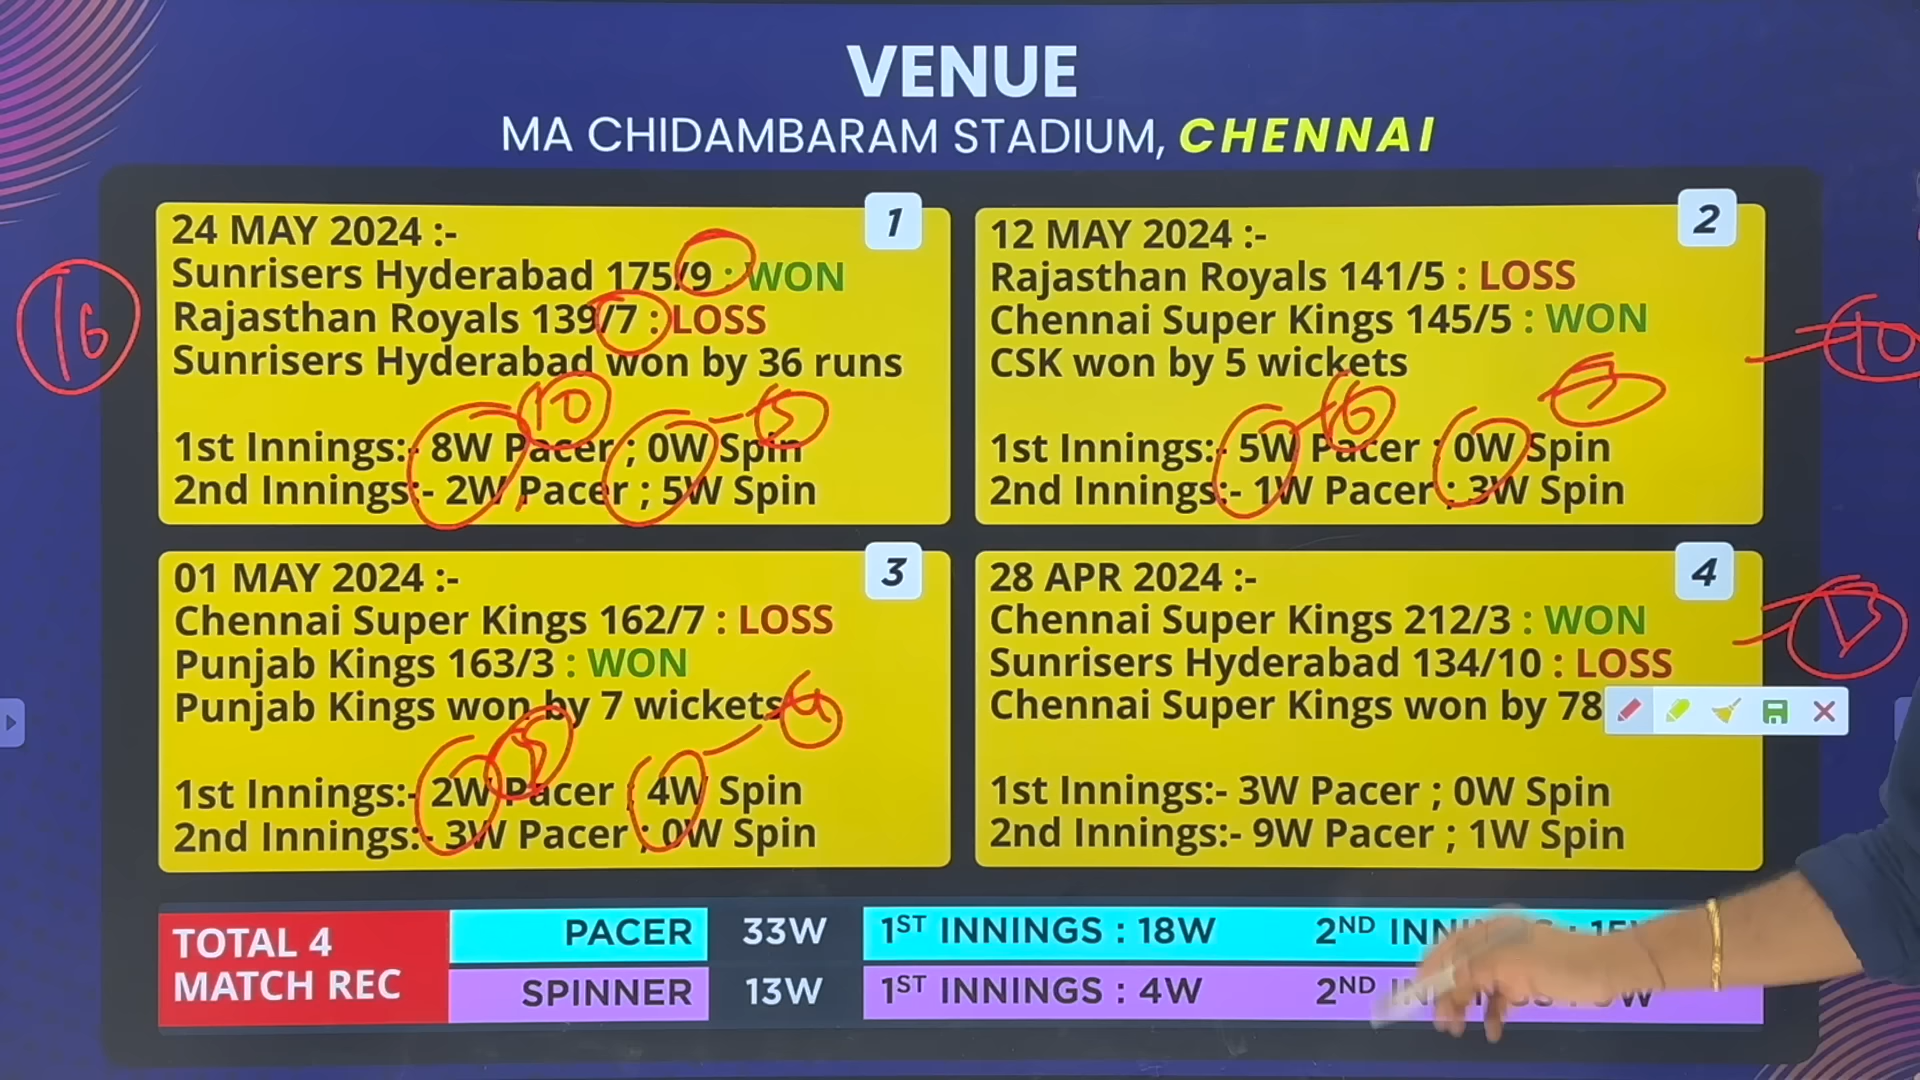 VENUE
MA CHIDAMBARAM STADIUM, CHENNAI
1
24 MAY 2024 :-
Sunrisers Hyderabad 175/9 : WON
Rajasthan Royals 139/7 : LOSS
Sunrisers Hyderabad won by 36 runs
1st Innings:- 8W Pacer ; 0W Spin
2nd Innings:- 2W Pacer ; 5W Spin
16
10
5
2
12 MAY 2024 :-
Rajasthan Royals 141/5 : LOSS
Chennai Super Kings 145/5 : WON
CSK won by 5 wickets
1st Innings:- 5W Pacer ; 0W Spin
2nd Innings:- 1W Pacer ; 3W Spin
6
10
3
01 MAY 2024 :-
Chennai Super Kings 162/7 : LOSS
Punjab Kings 163/3 : WON
Punjab Kings won by 7 wickets
1st Innings:- 2W Pacer ; 4W Spin
2nd Innings:- 3W Pacer ; 0W Spin
5
4
4
28 APR 2024 :-
Chennai Super Kings 212/3 : WON
Sunrisers Hyderabad 134/10 : LOSS
Chennai Super Kings won by 78
1st Innings:- 3W Pacer ; 0W Spin
2nd Innings:- 9W Pacer ; 1W Spin
TOTAL 4
MATCH REC
PACER 33W 1ST INNINGS : 18W 2ND
SPINNER 13W 1ST INNINGS : 4W 2ND